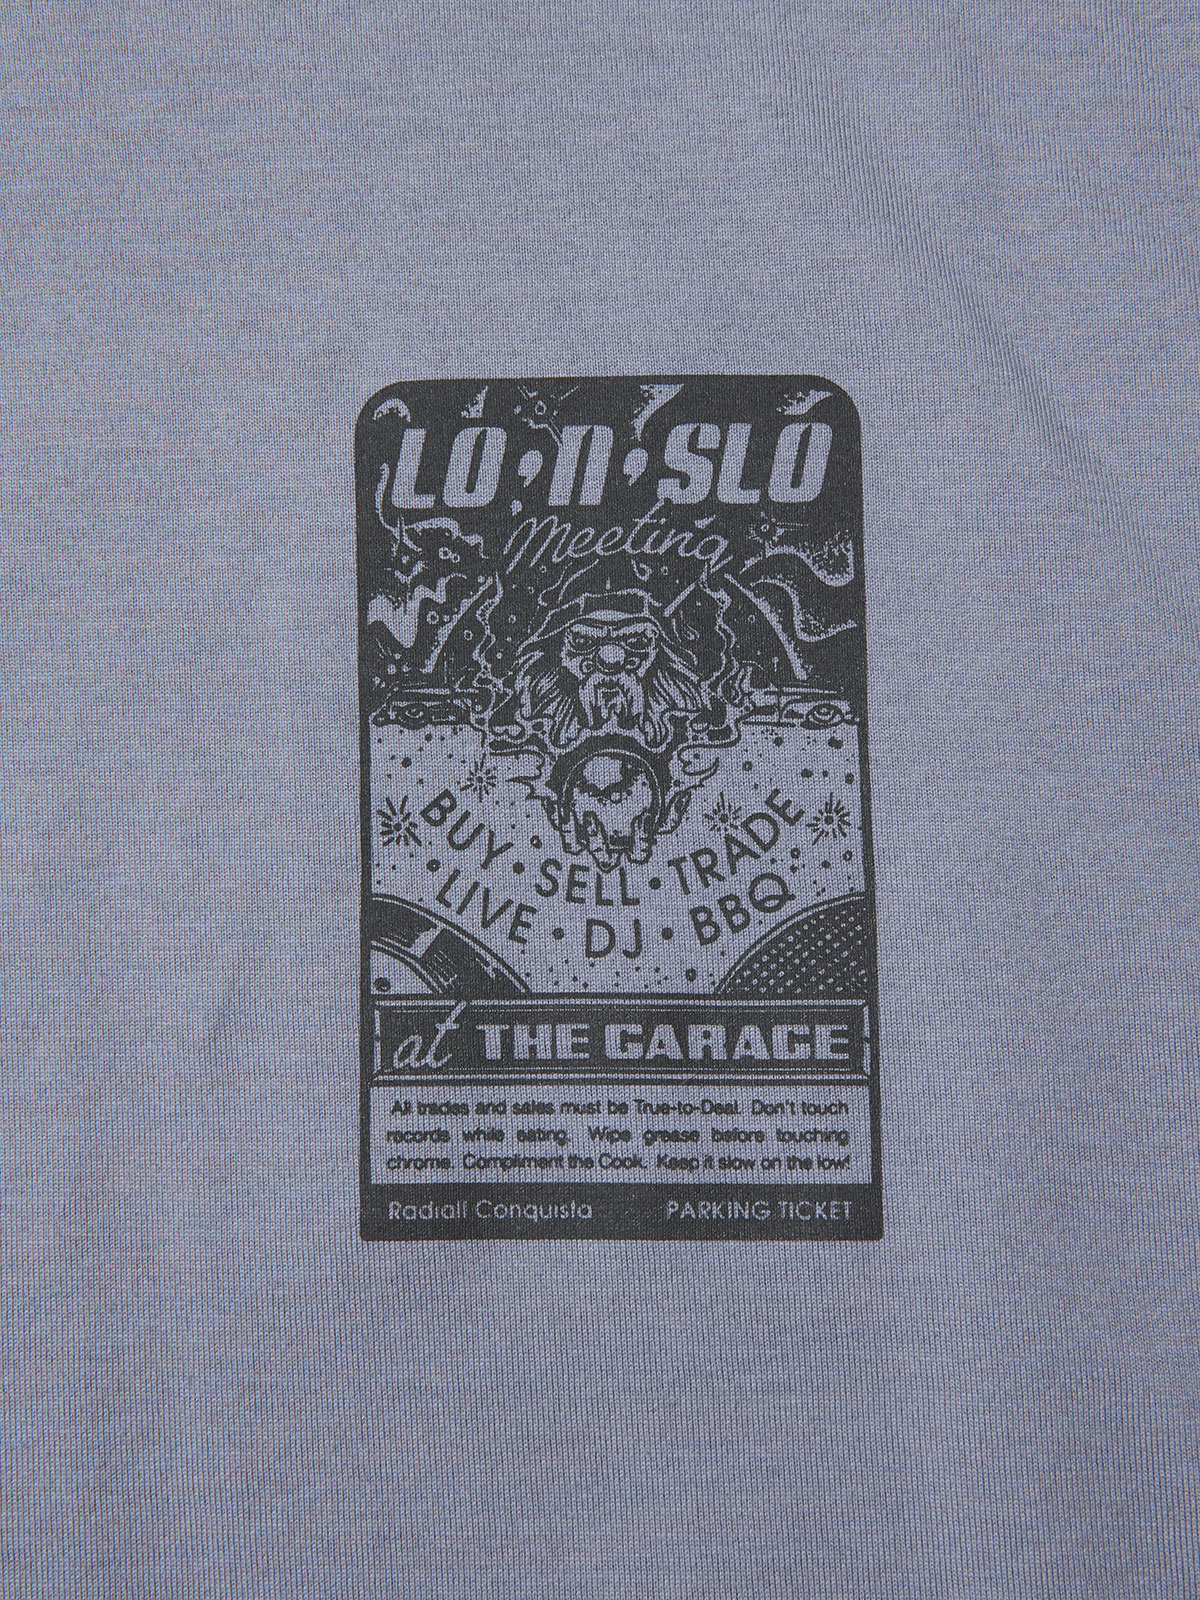 LO'N'SLO
Meeting
BUY • SELL • TRADE
• LIVE • DJ • BBQ
at THE GARAGE
All trades and sales must be True-to-Deal. Don't touch
records while eating. Wipe grease before touching
chrome. Compliment the Cook. Keep it slow on the low!
Radiall Conquista PARKING TICKET